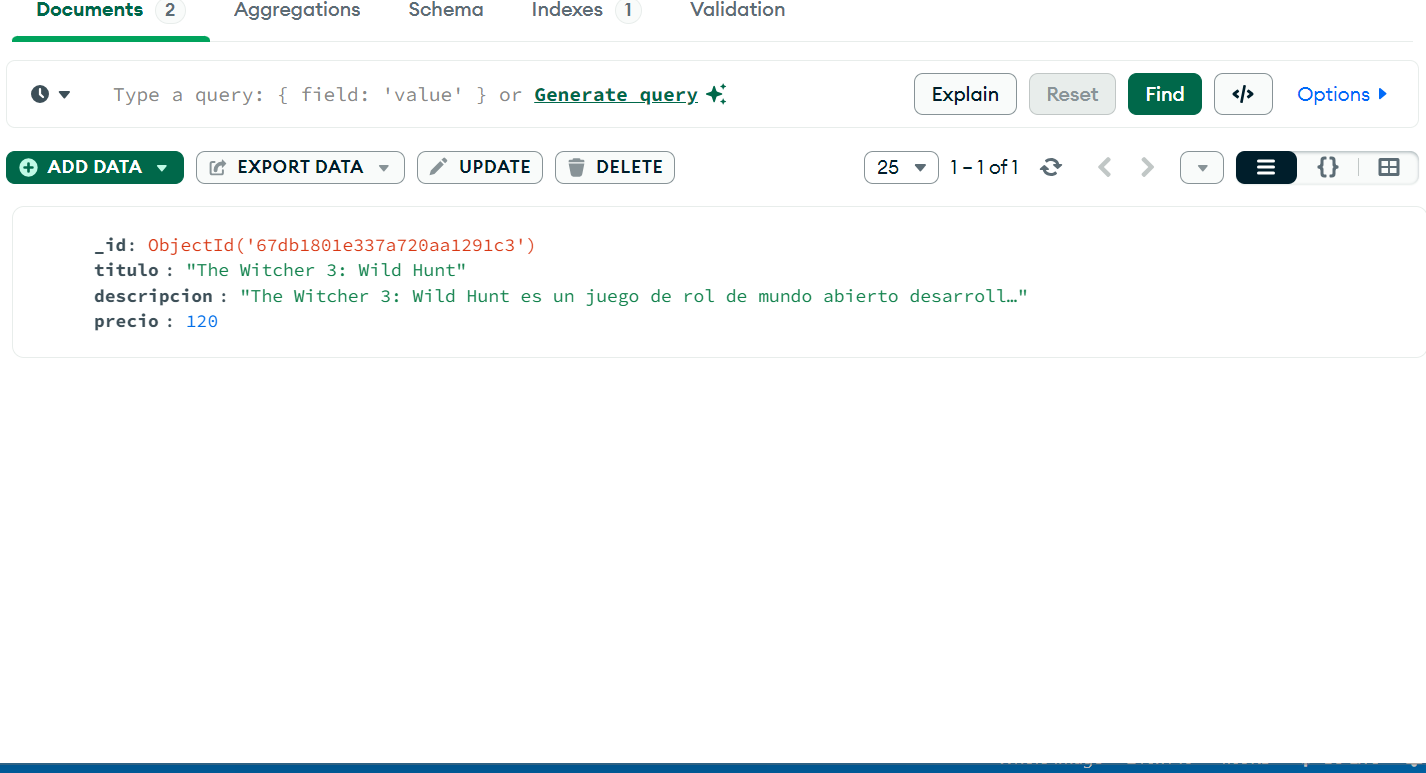 Documents 2 Aggregations Schema Indexes 1 Validation
Type a query: { field: 'value' } or Generate query Explain Reset Find </> Options
ADD DATA EXPORT DATA UPDATE DELETE 25 1 – 1 of 1 {}
_id: ObjectId('67db1801e337a720aa1291c3')
titulo : "The Witcher 3: Wild Hunt"
descripcion : "The Witcher 3: Wild Hunt es un juego de rol de mundo abierto desarroll…"
precio : 120